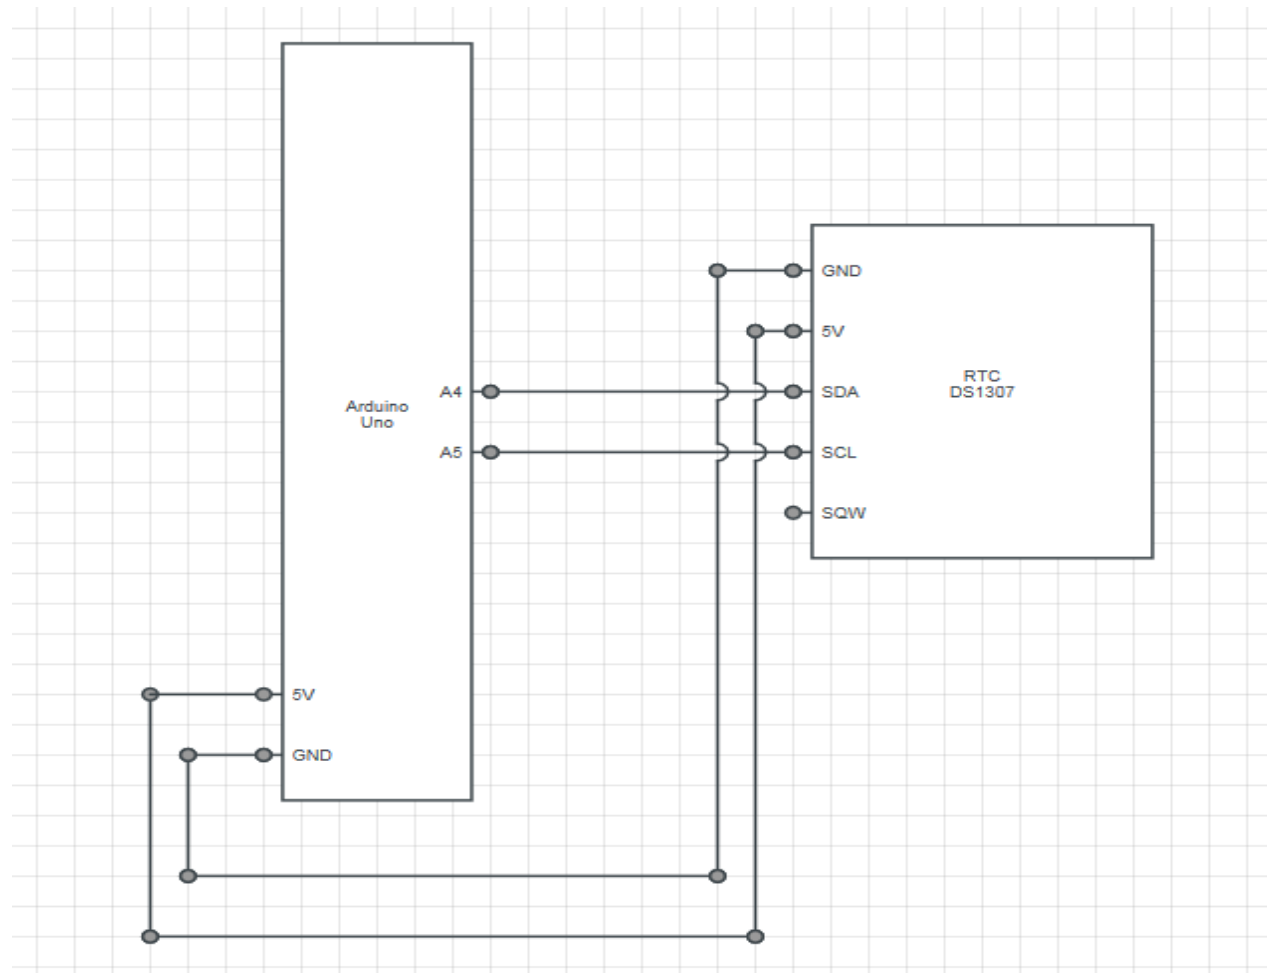 A4
Arduino
Uno
A5
5V
GND
GND
5V
SDA
RTC
DS1307
SCL
SQW